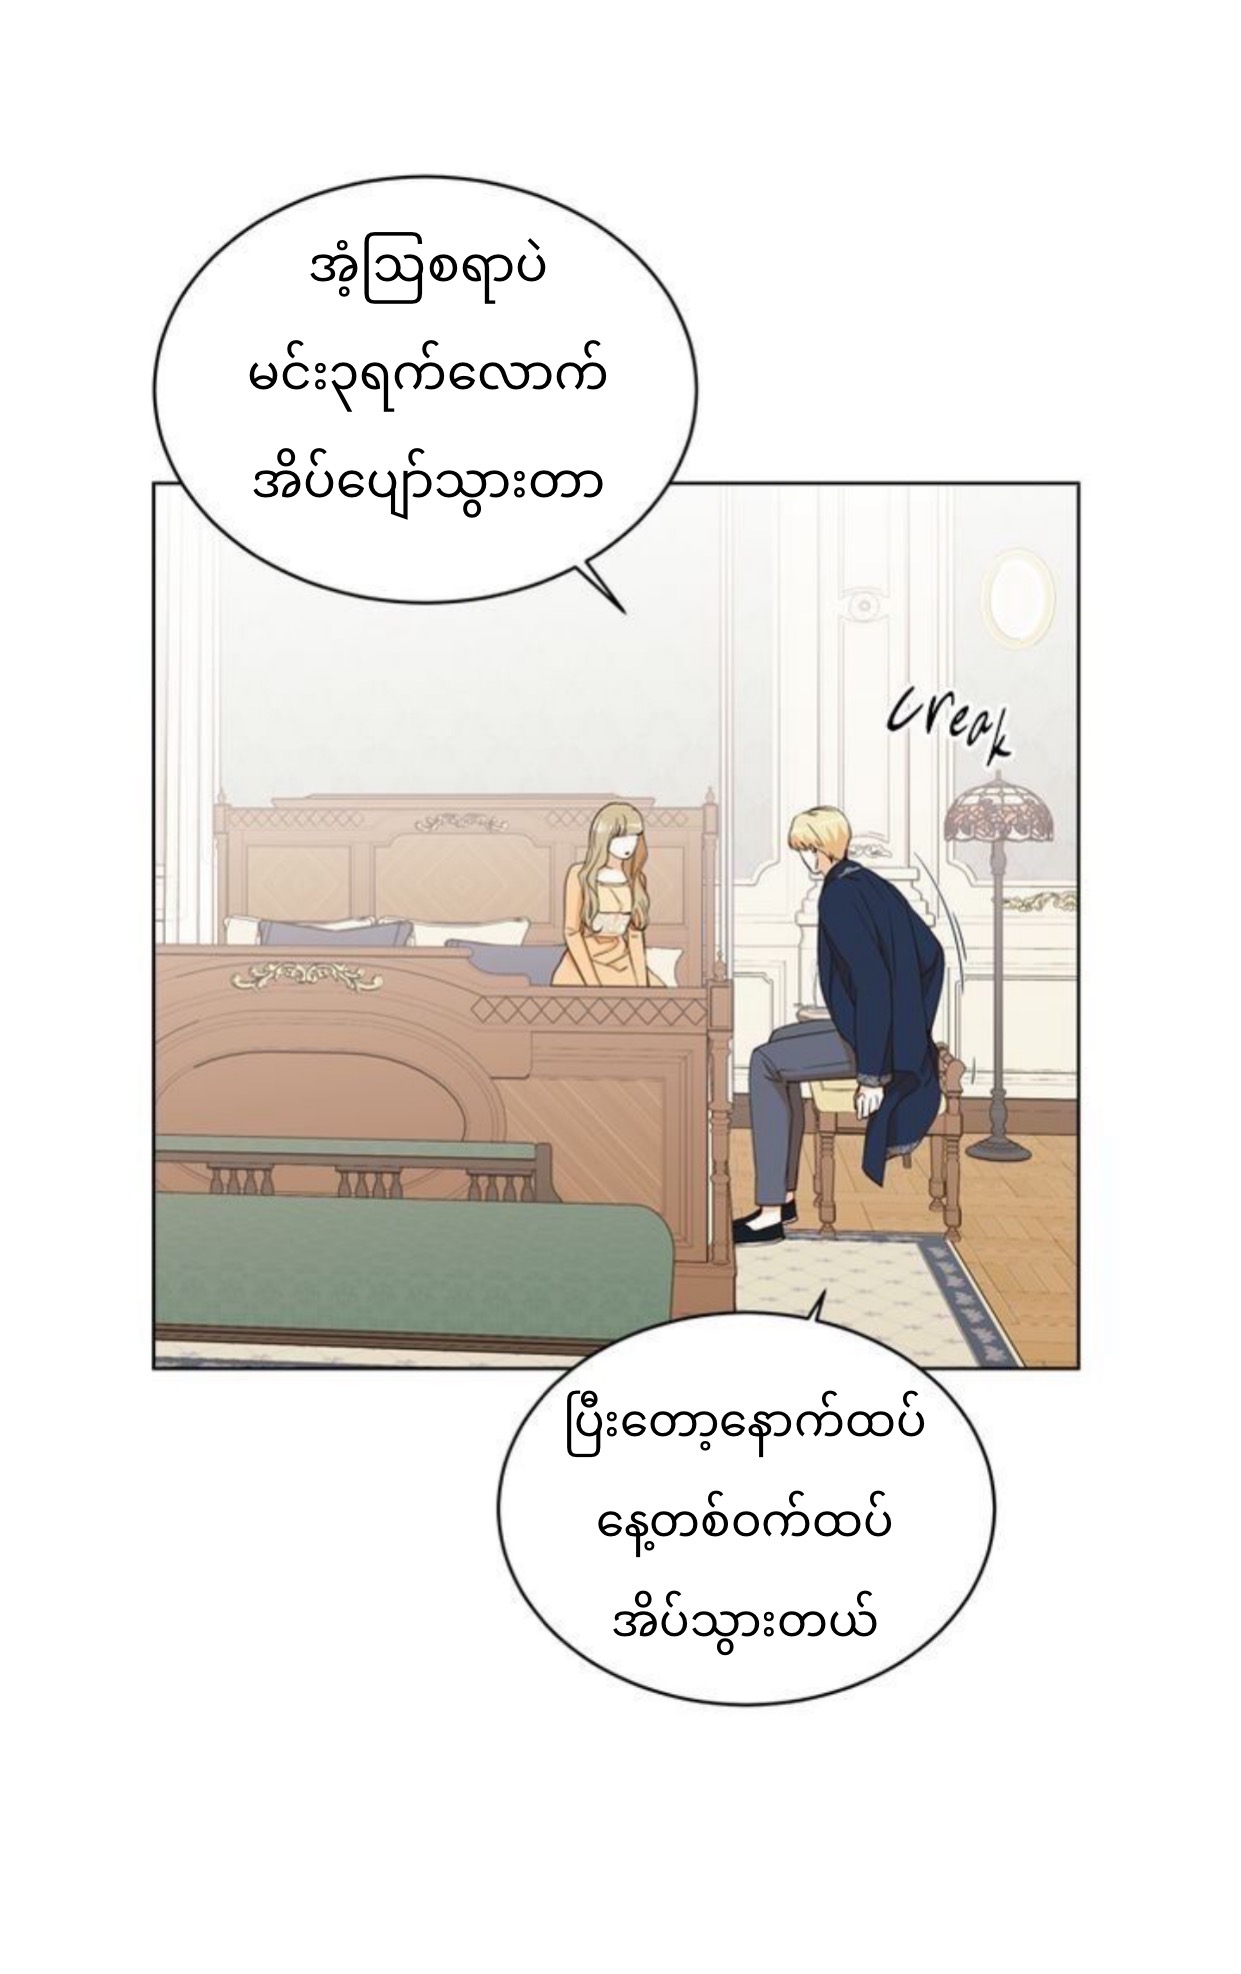 အံ့ဩစရာပဲ
မင်း၃ရက်လောက်
အိပ်ပျော်သွားတာ
creak
ပြီးတော့နောက်ထပ်
နေ့တစ်ဝက်ထပ်
အိပ်သွားတယ်